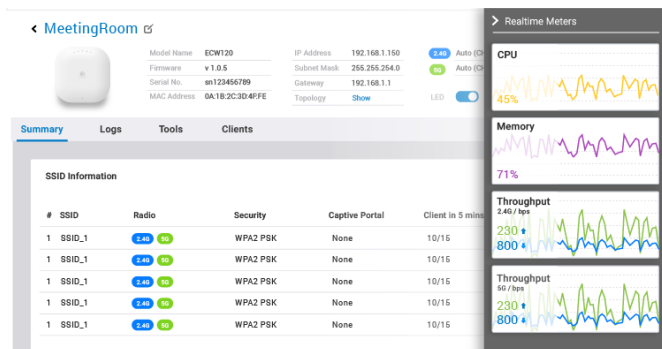 MeetingRoom
Model Name ECW120
Firmware v 1.0.5
Serial No. sn123456789
MAC Address 0A:1B:2C:3D:4F:FE
IP Address 192.168.1.150
Subnet Mask 255.255.254.0
Gateway 192.168.1.1
Topology Show
2.4G Auto (Ch
5G Auto (Ch
LED
Summary Logs Tools Clients
SSID Information
# SSID Radio Security Captive Portal Client in 5 mins
1 SSID_1 2.4G 5G WPA2 PSK None 10/15
1 SSID_1 2.4G 5G WPA2 PSK None 10/15
1 SSID_1 2.4G 5G WPA2 PSK None 10/15
1 SSID_1 2.4G 5G WPA2 PSK None 10/15
1 SSID_1 2.4G 5G WPA2 PSK None 10/15
Realtime Meters
CPU
45%
Memory
71%
Throughput
2.4G / bps
230
800
Throughput
5G / bps
230
800